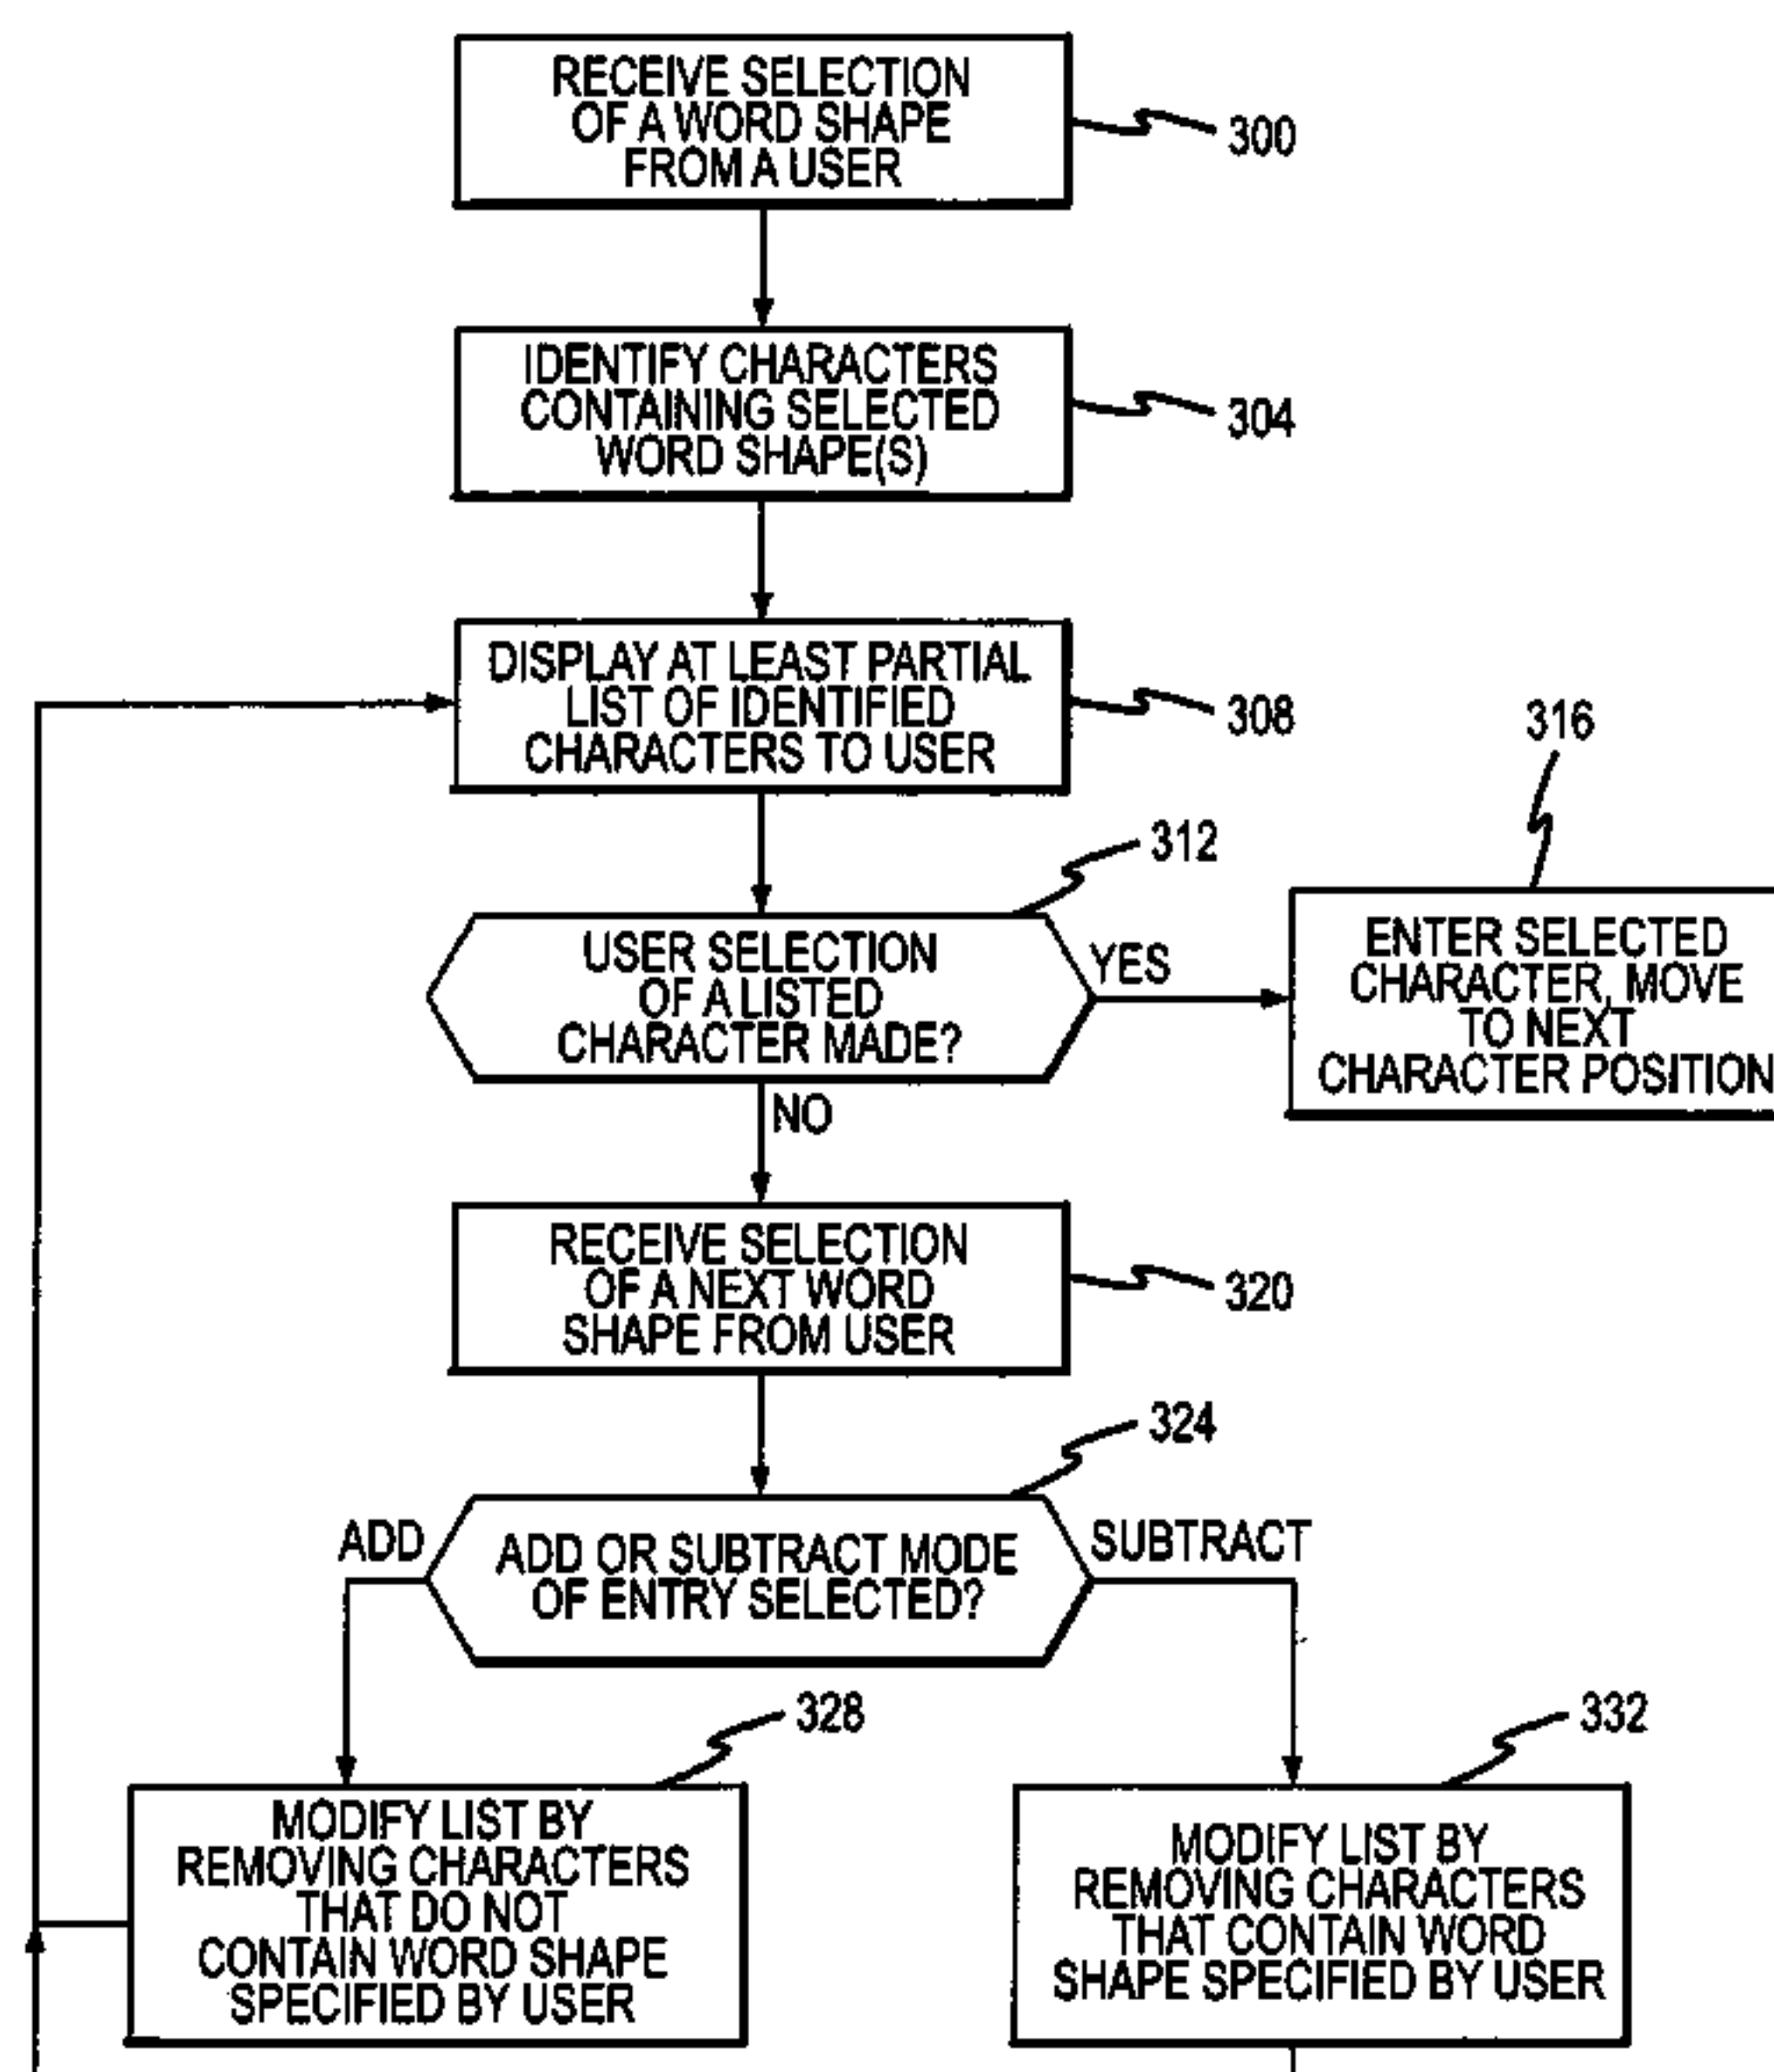 RECEIVE SELECTION
OF A WORD SHAPE
FROM A USER
300
IDENTIFY CHARACTERS
CONTAINING SELECTED
WORD SHAPE(S)
304
DISPLAY AT LEAST PARTIAL
LIST OF IDENTIFIED
CHARACTERS TO USER
308
316
312
USER SELECTION
OF A LISTED
CHARACTER MADE?
YES
ENTER SELECTED
CHARACTER, MOVE
TO NEXT
CHARACTER POSITION
NO
RECEIVE SELECTION
OF A NEXT WORD
SHAPE FROM USER
320
324
ADD
ADD OR SUBTRACT MODE
OF ENTRY SELECTED?
SUBTRACT
328
MODIFY LIST BY
REMOVING CHARACTERS
THAT DO NOT
CONTAIN WORD SHAPE
SPECIFIED BY USER
332
MODIFY LIST BY
REMOVING CHARACTERS
THAT CONTAIN WORD
SHAPE SPECIFIED BY USER